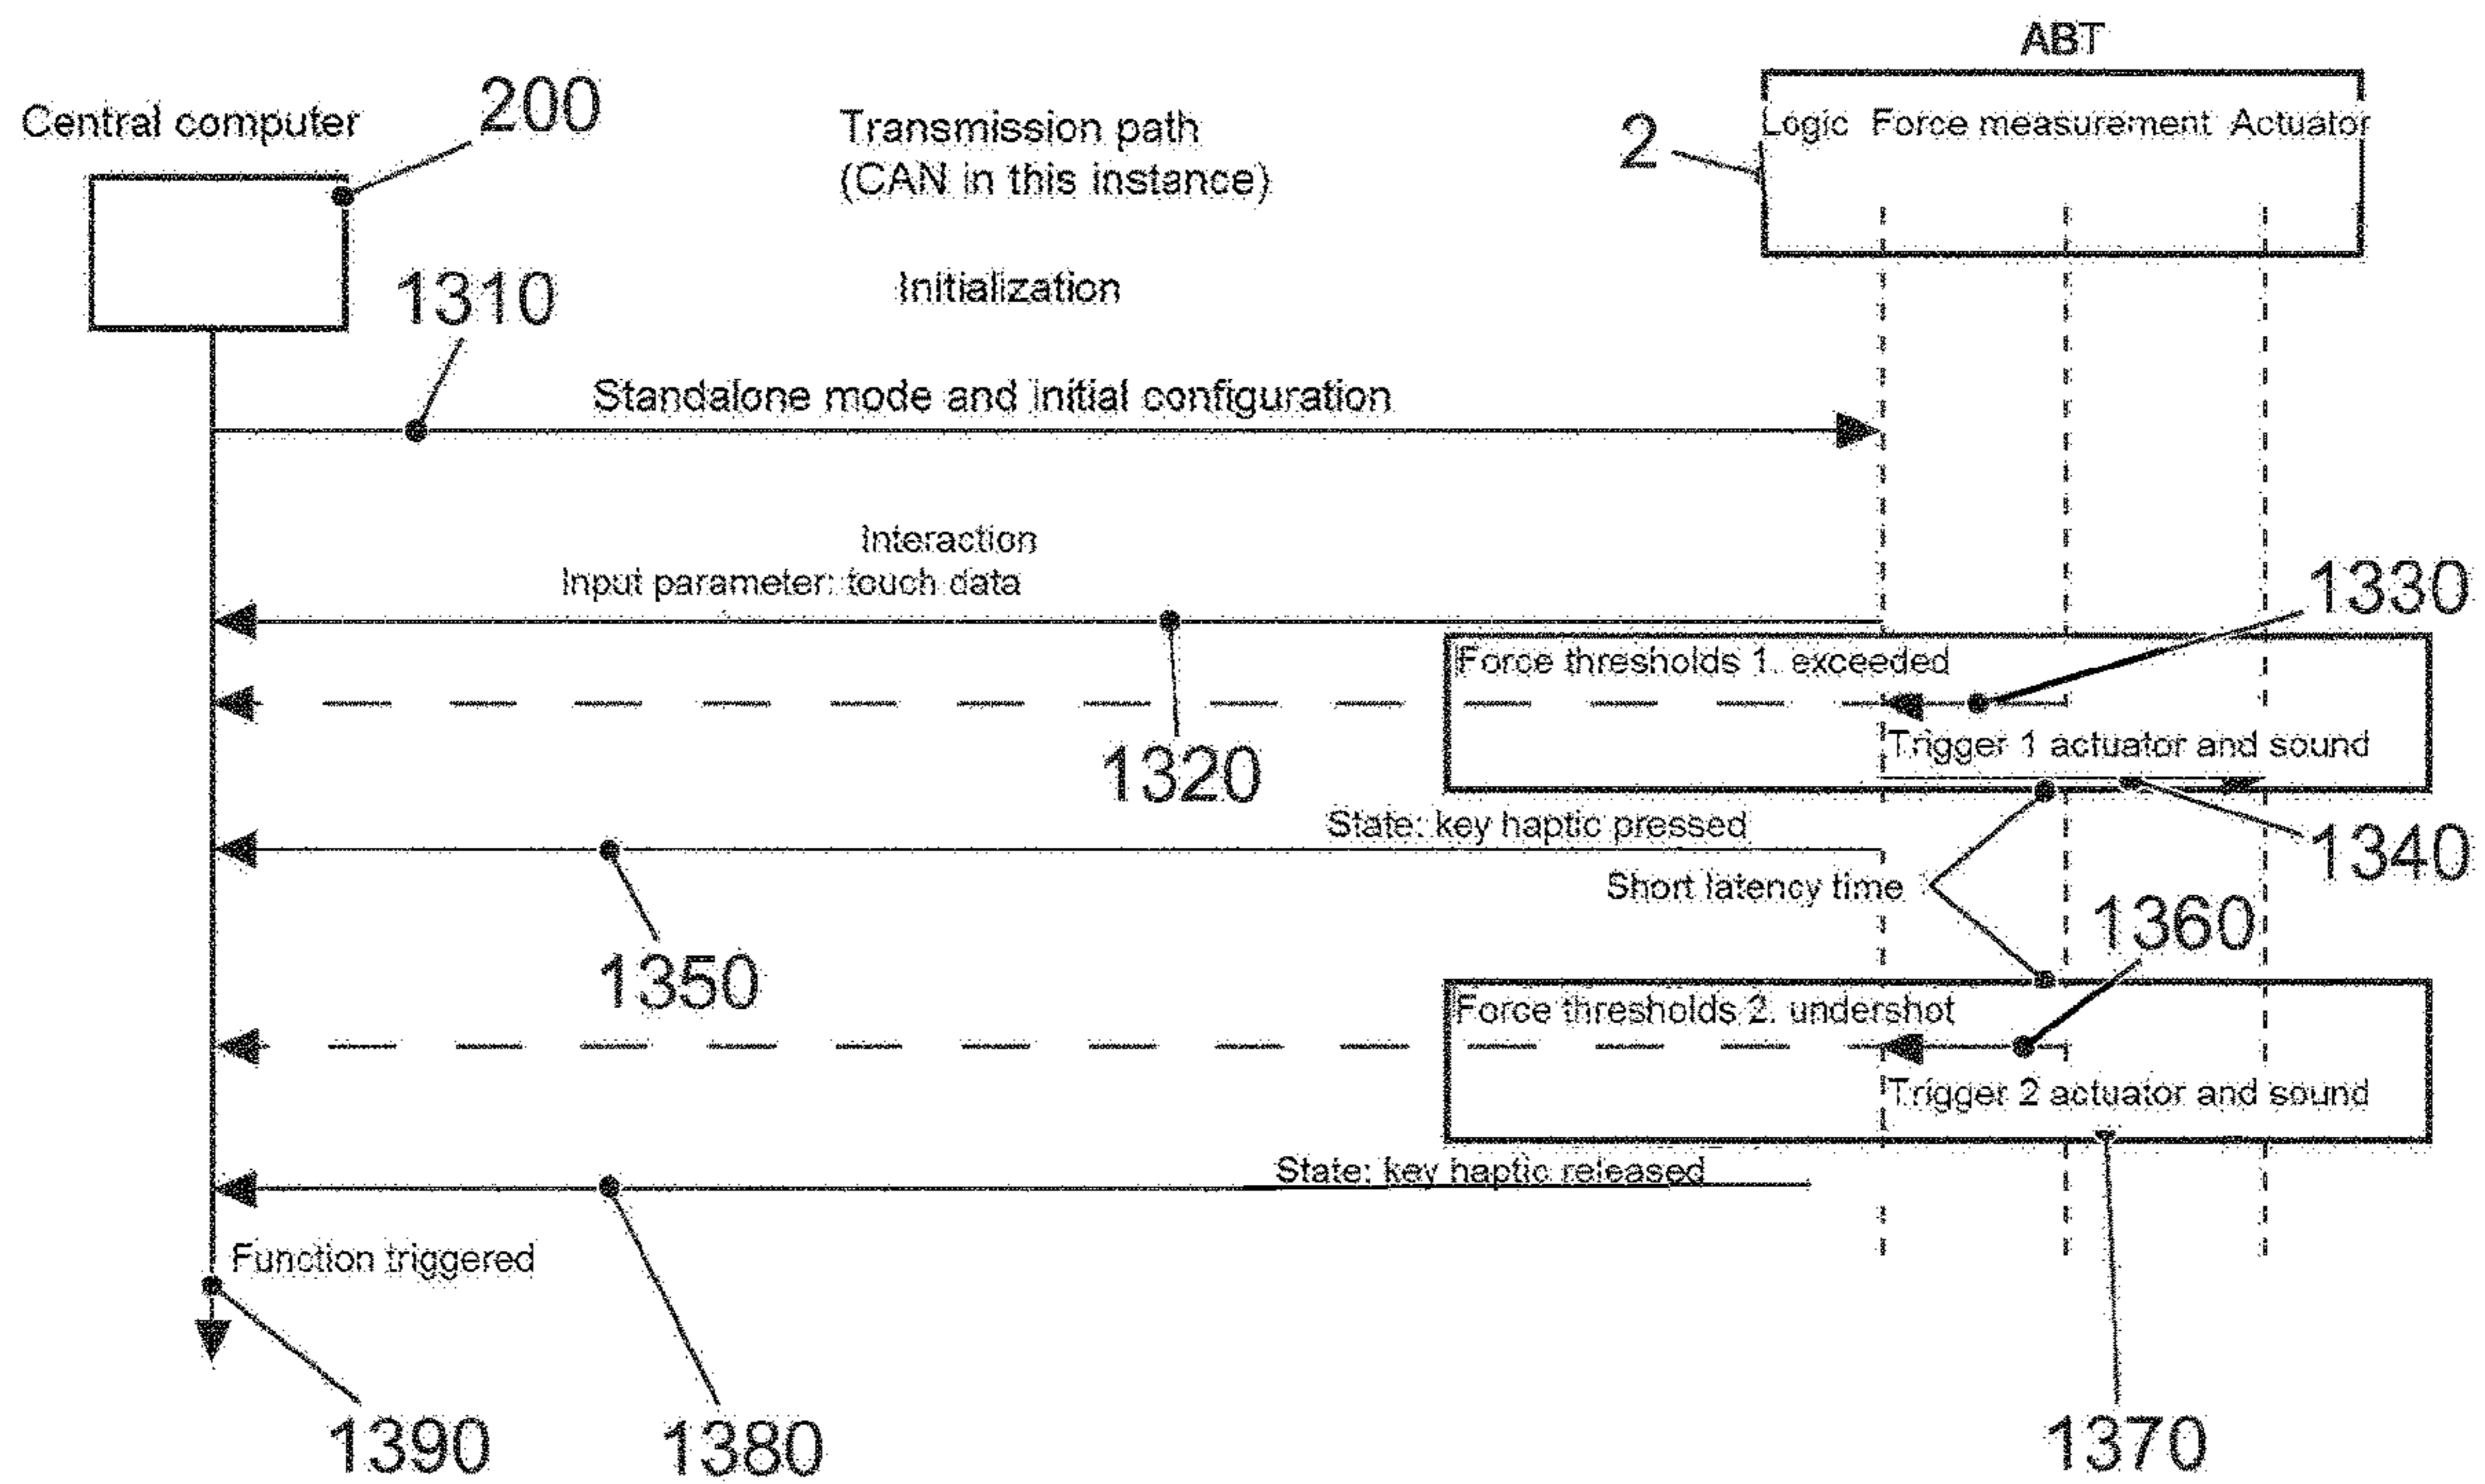 ABT
Central computer
200
Transmission path
(CAN in this instance)
2
Logic Force measurement Actuator
1310
Initialization
Standalone mode and initial configuration
Interaction
Input parameter: touch data
1330
Force thresholds 1. exceeded
1320
Trigger 1 actuator and sound
State: key haptic pressed
1340
Short latency time
1360
1350
Force thresholds 2. undershot
Trigger 2 actuator and sound
State: key haptic released
Function triggered
1390
1380
1370